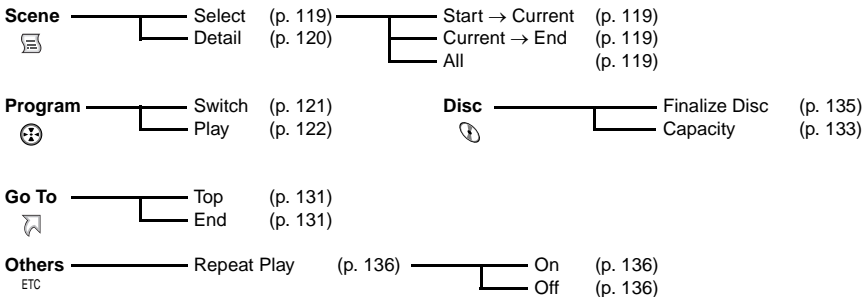 Scene Select (p. 119) Start → Current (p. 119)
Detail (p. 120) Current → End (p. 119)
All (p. 119)
Program Switch (p. 121) Disc Finalize Disc (p. 135)
Play (p. 122) Capacity (p. 133)
Go To Top (p. 131)
End (p. 131)
Others Repeat Play (p. 136) On (p. 136)
ETC Off (p. 136)